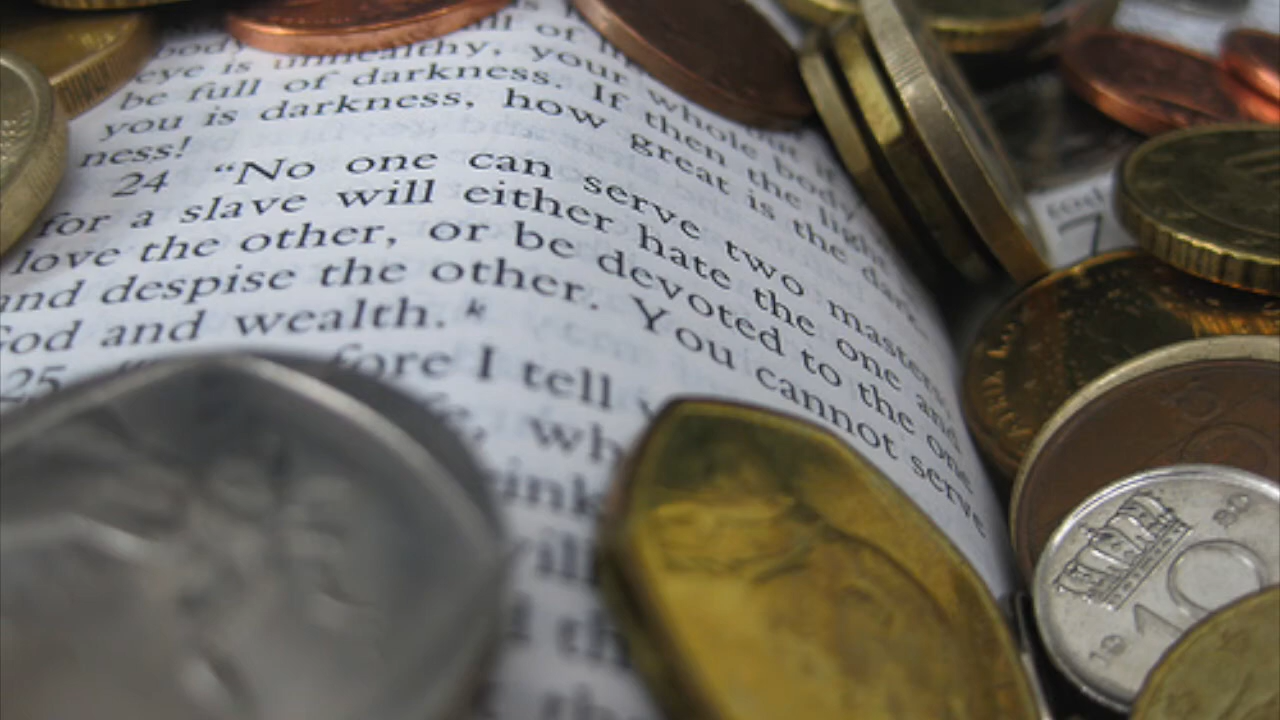 body
eye is unhealthy, your whole body
be full of darkness. If then the light
you is darkness, how great is the dark
ness!
24 “No one can serve two masters
for a slave will either hate the one and
love the other, or be devoted to the one
and despise the other. You cannot serve
God and wealth. k
25 fore I tell
7
10